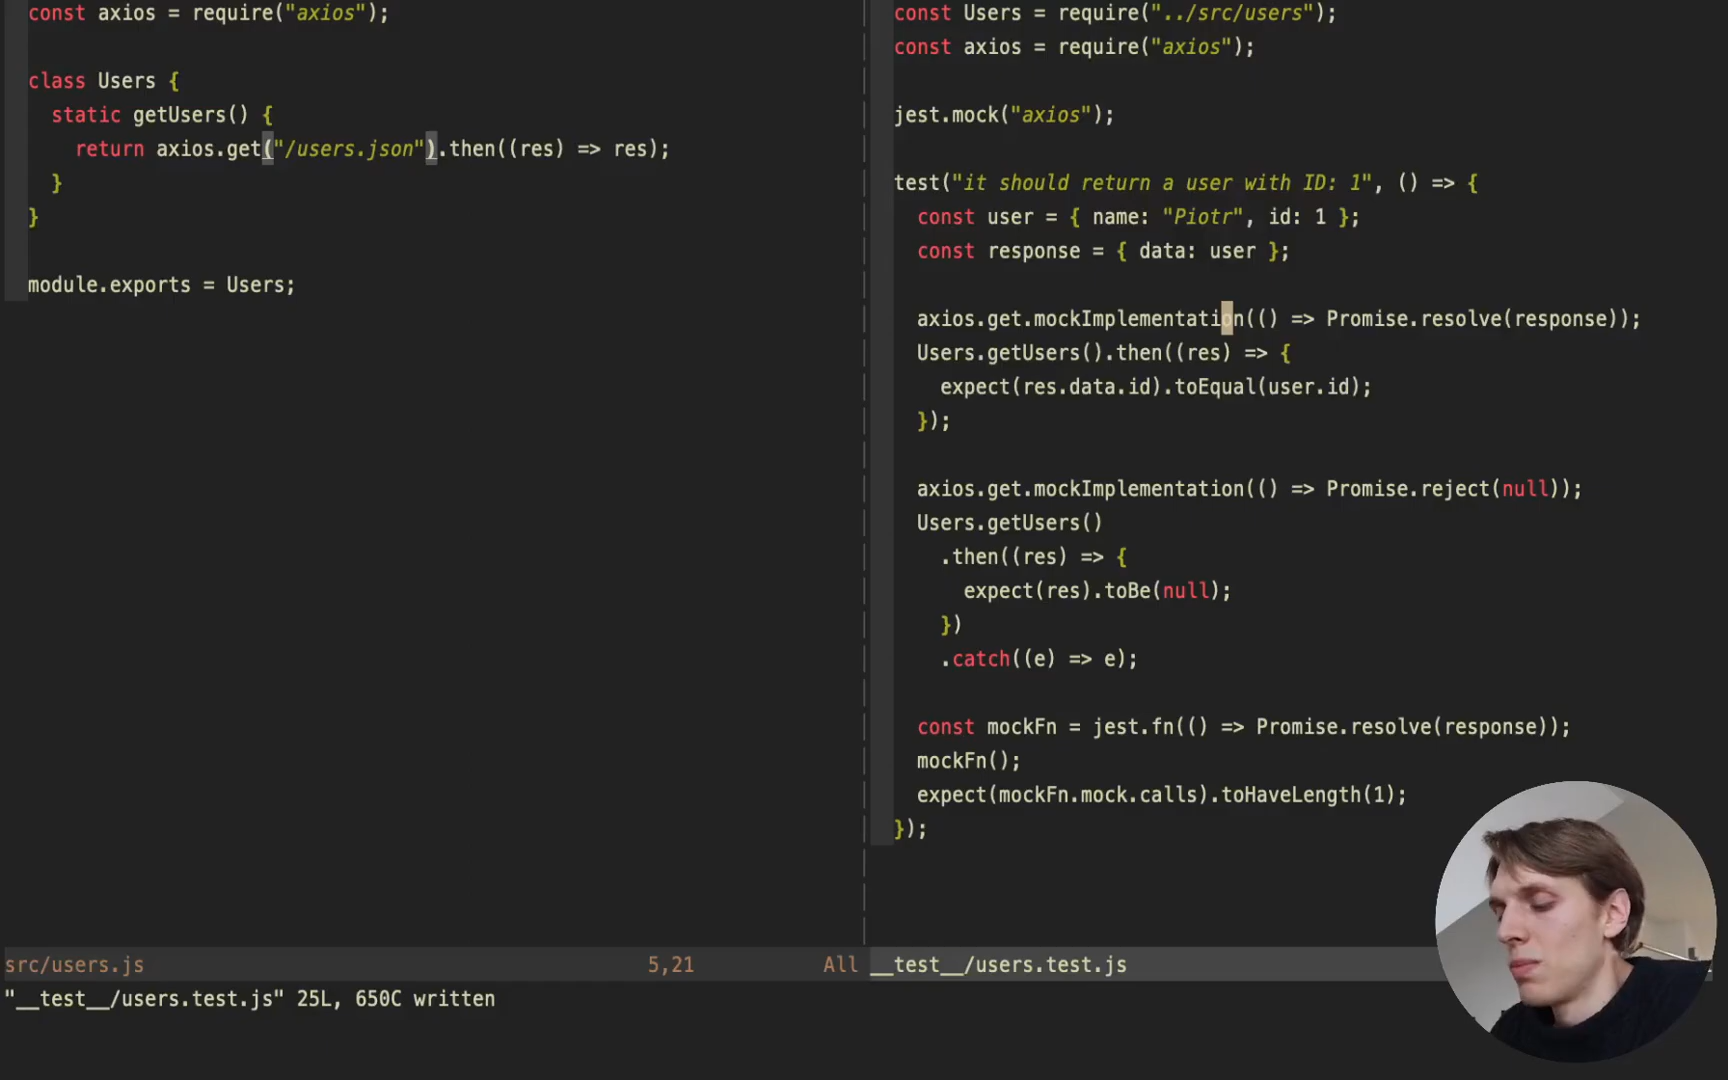 const axios = require("axios");

class Users {
  static getUsers() {
    return axios.get("/users.json").then((res) => res);
  }
}

module.exports = Users;

src/users.js 5,21 All

const Users = require("../src/users");
const axios = require("axios");

jest.mock("axios");

test("it should return a user with ID: 1", () => {
  const user = { name: "Piotr", id: 1 };
  const response = { data: user };

  axios.get.mockImplementation(() => Promise.resolve(response));
  Users.getUsers().then((res) => {
    expect(res.data.id).toEqual(user.id);
  });

  axios.get.mockImplementation(() => Promise.reject(null));
  Users.getUsers()
    .then((res) => {
      expect(res).toBe(null);
    })
    .catch((e) => e);

  const mockFn = jest.fn(() => Promise.resolve(response));
  mockFn();
  expect(mockFn.mock.calls).toHaveLength(1);
});

__test__/users.test.js
"__test__/users.test.js" 25L, 650C written